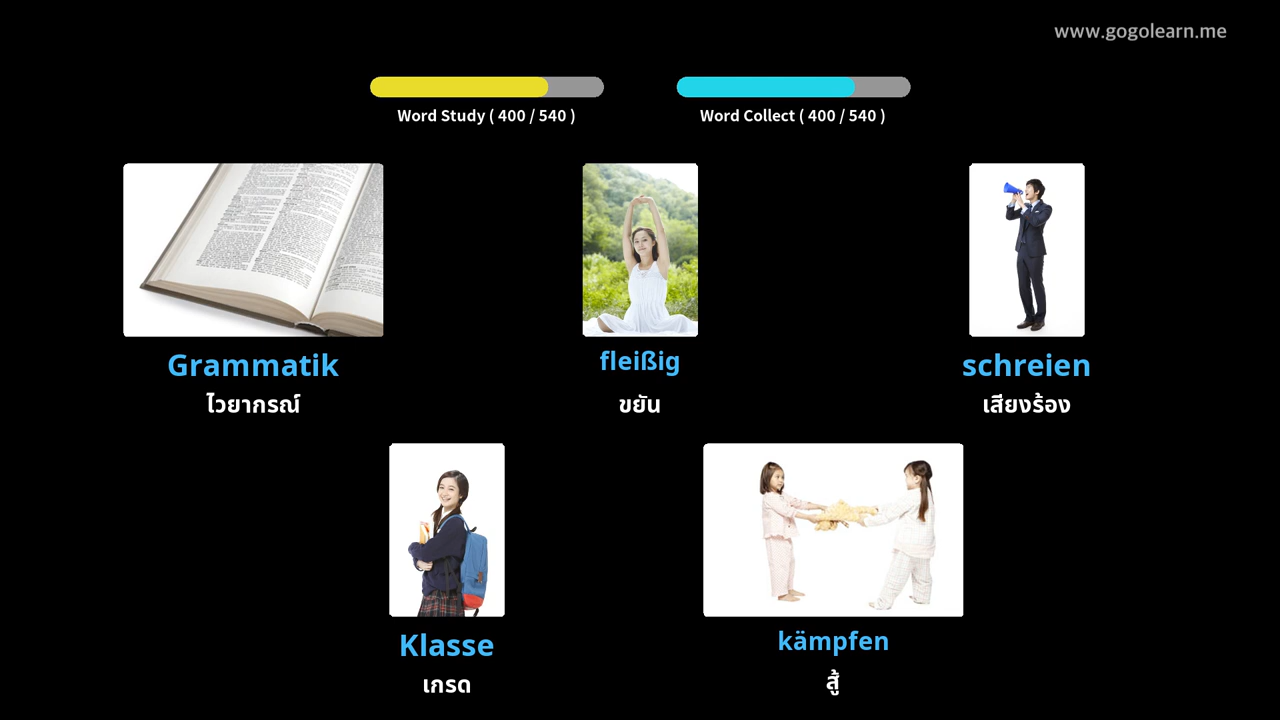 www.gogolearn.me
Word Study ( 400 / 540 )
Word Collect ( 400 / 540 )
Grammatik
ไวยากรณ์
fleißig
ขยัน
schreien
เสียงร้อง
Klasse
เกรด
kämpfen
สู้